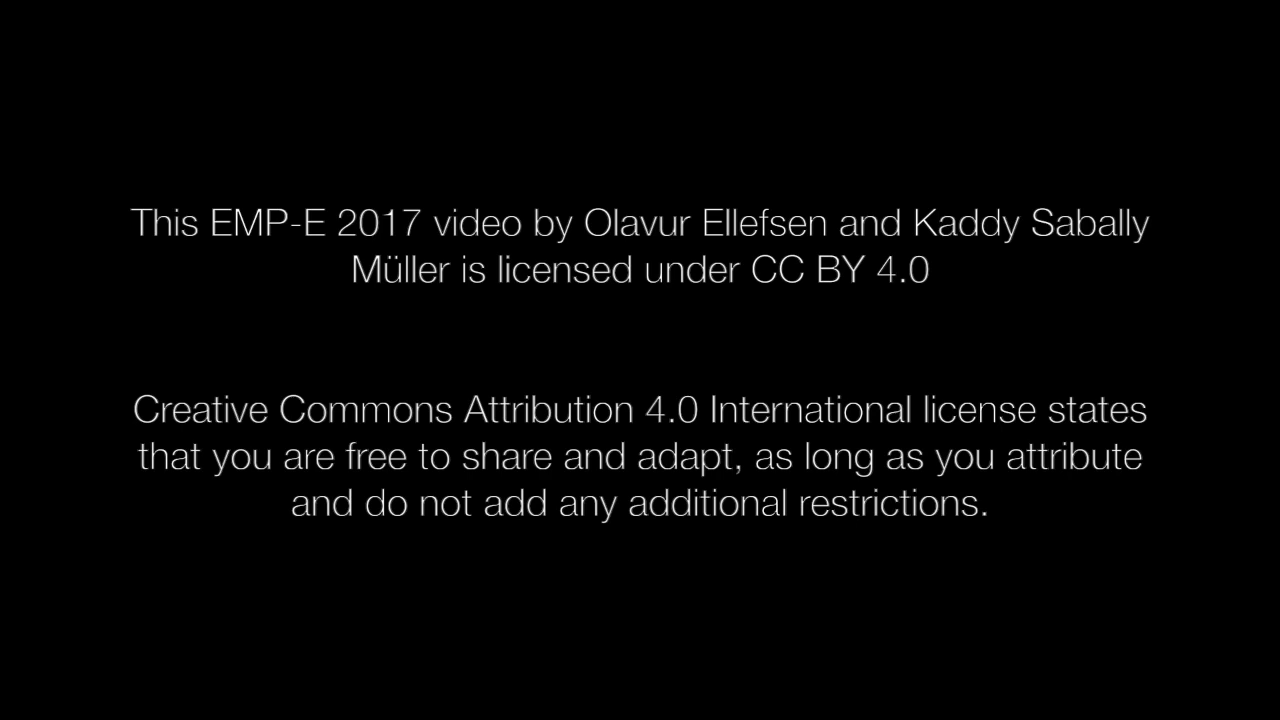 This EMP-E 2017 video by Olavur Ellefsen and Kaddy Sabally
Müller is licensed under CC BY 4.0
Creative Commons Attribution 4.0 International license states
that you are free to share and adapt, as long as you attribute
and do not add any additional restrictions.